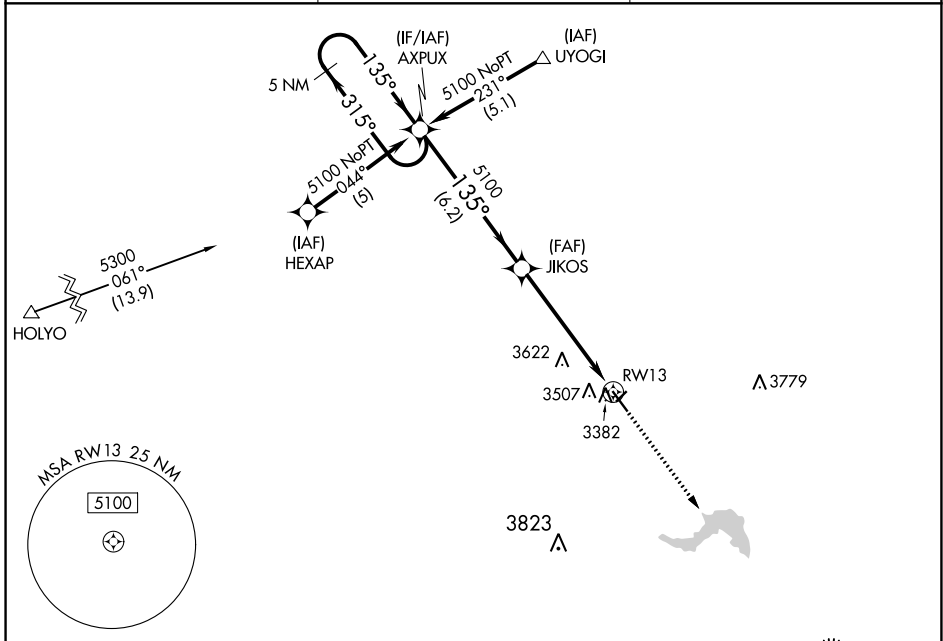 (IF/IAF)
AXPUX
(IAF)
UYOGI
5 NM
135°
315°
5100 NoPT
231°
(5.1)
5100 NoPT
044°
(5)
5100
135°
(6.2)
(IAF)
HEXAP
(FAF)
JIKOS
5300
061°
(13.9)
HOLYO
3622
RW13
3507
3779
3382
MSA RW13 25 NM
5100
3823